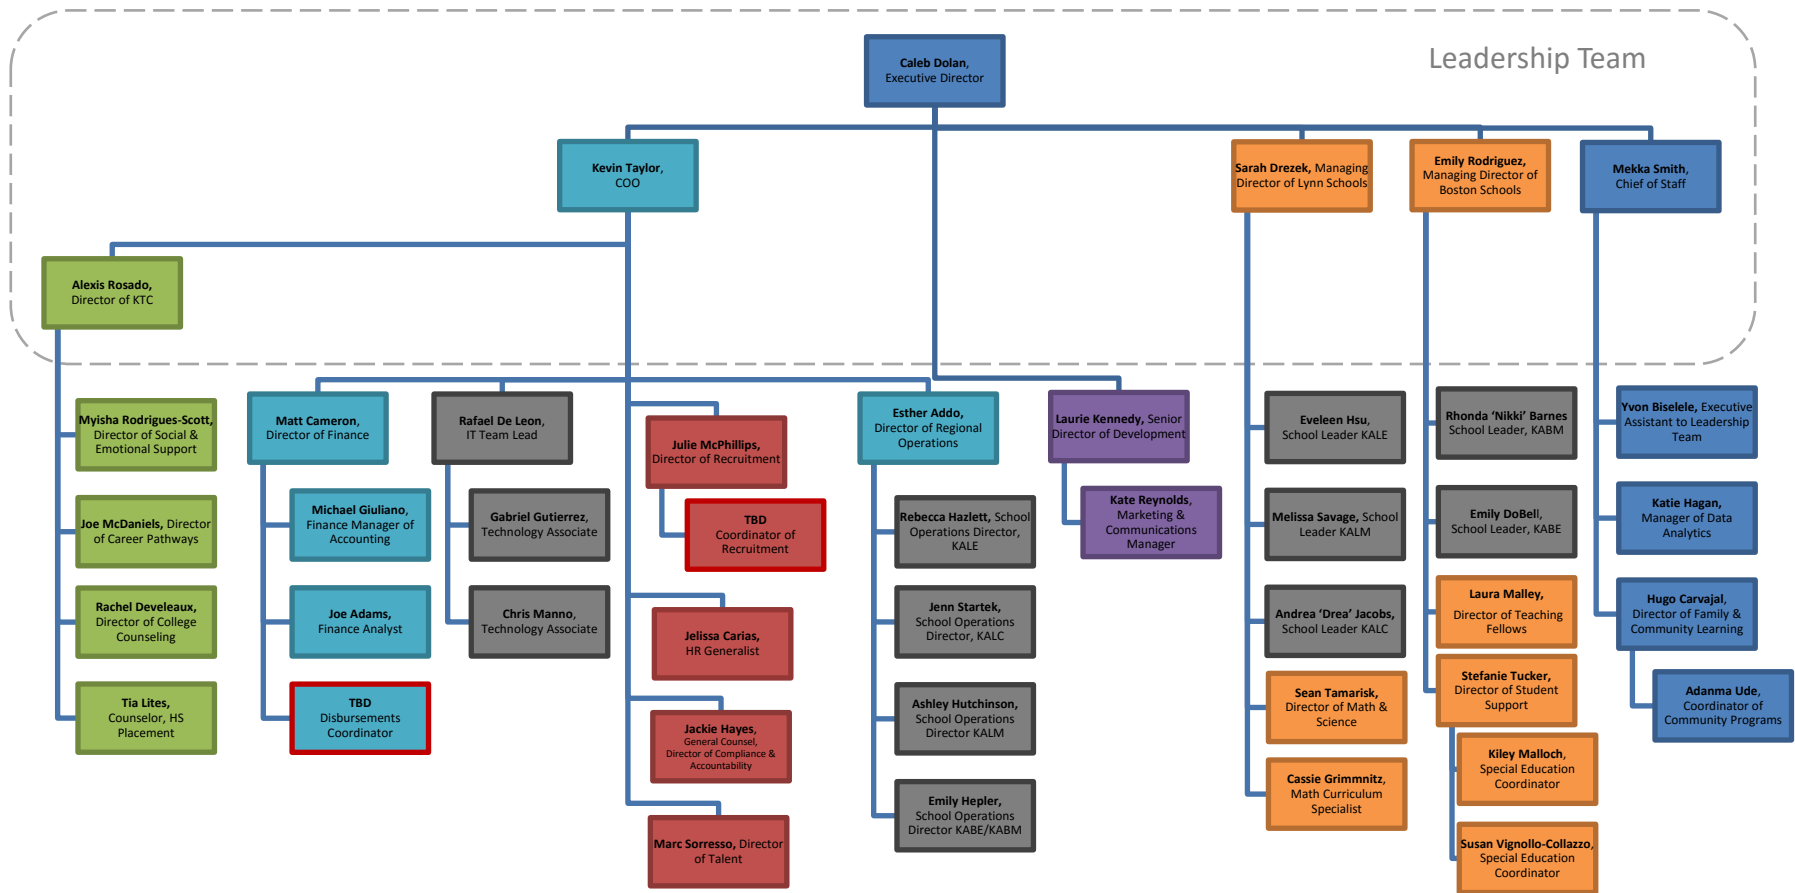 Leadership Team
Caleb Dolan,
Executive Director
Kevin Taylor,
COO
Sarah Drezek, Managing
Director of Lynn Schools
Emily Rodriguez,
Managing Director of
Boston Schools
Mekka Smith,
Chief of Staff
Alexis Rosado,
Director of KTC
Myisha Rodrigues-Scott,
Director of Social &
Emotional Support
Joe McDaniels, Director
of Career Pathways
Rachel Develeaux,
Director of College
Counseling
Tia Lites,
Counselor, HS
Placement
Matt Cameron,
Director of Finance
Michael Giuliano,
Finance Manager of
Accounting
Joe Adams,
Finance Analyst
TBD
Disbursements
Coordinator
Rafael De Leon,
IT Team Lead
Gabriel Gutierrez,
Technology Associate
Chris Manno,
Technology Associate
Julie McPhillips,
Director of Recruitment
TBD
Coordinator of
Recruitment
Jelissa Carias,
HR Generalist
Jackie Hayes,
General Counsel,
Director of Compliance &
Accountability
Marc Sorresso, Director
of Talent
Esther Addo,
Director of Regional
Operations
Rebecca Hazlett, School
Operations Director,
KALE
Jenn Startek,
School Operations
Director, KALC
Ashley Hutchinson,
School Operations
Director KALM
Emily Hepler,
School Operations
Director KABE/KABM
Laurie Kennedy, Senior
Director of Development
Kate Reynolds,
Marketing &
Communications
Manager
Eveleen Hsu,
School Leader KALE
Melissa Savage, School
Leader KALM
Andrea ‘Drea’ Jacobs,
School Leader KALC
Sean Tamarisk,
Director of Math &
Science
Cassie Grimmnitz,
Math Curriculum
Specialist
Rhonda ‘Nikki’ Barnes
School Leader, KABM
Emily DoBell,
School Leader, KABE
Laura Malley,
Director of Teaching
Fellows
Stefanie Tucker,
Director of Student
Support
Kiley Malloch,
Special Education
Coordinator
Susan Vignollo-Collazzo,
Special Education
Coordinator
Yvon Biselele, Executive
Assistant to Leadership
Team
Katie Hagan,
Manager of Data
Analytics
Hugo Carvajal,
Director of Family &
Community Learning
Adanma Ude,
Coordinator of
Community Programs